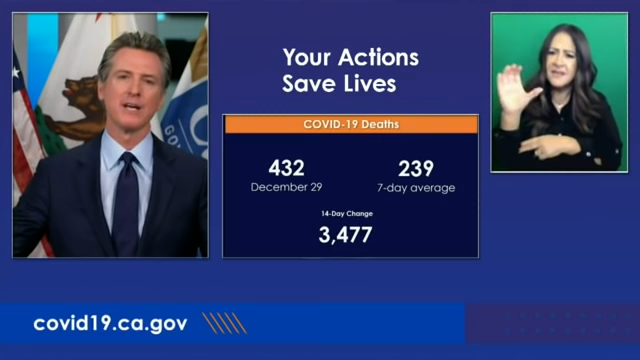 Your Actions
Save Lives
COVID-19 Deaths
432
December 29
239
7-day average
14-Day Change
3,477
covid19.ca.gov